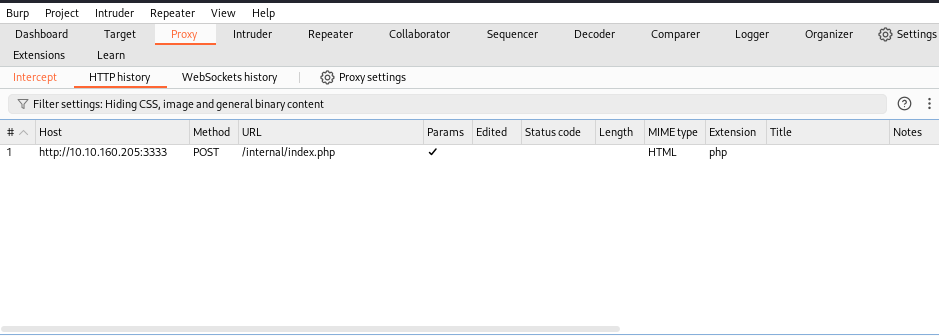 Burp Project Intruder Repeater View Help
Dashboard Target Proxy Intruder Repeater Collaborator Sequencer Decoder Comparer Logger Organizer Settings
Extensions Learn
Intercept HTTP history WebSockets history Proxy settings
Filter settings: Hiding CSS, image and general binary content
# Host Method URL Params Edited Status code Length MIME type Extension Title Notes
1 http://10.10.160.205:3333 POST /internal/index.php ✓ HTML php